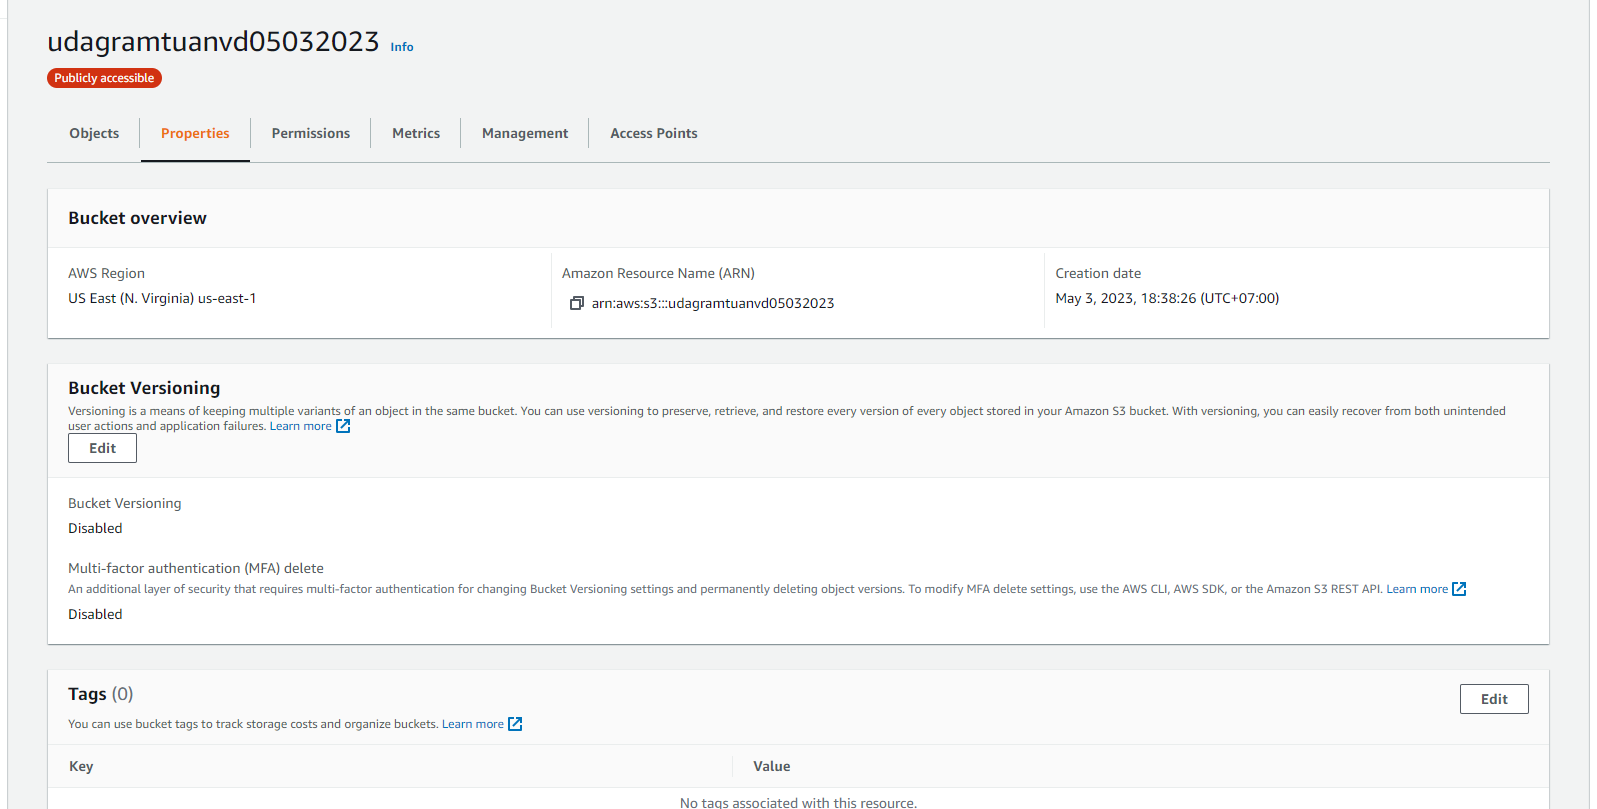 udagramtuanvd05032023 Info
Publicly accessible
Objects Properties Permissions Metrics Management Access Points
Bucket overview
AWS Region
US East (N. Virginia) us-east-1
Amazon Resource Name (ARN)
arn:aws:s3:::udagramtuanvd05032023
Creation date
May 3, 2023, 18:38:26 (UTC+07:00)
Bucket Versioning
Versioning is a means of keeping multiple variants of an object in the same bucket. You can use versioning to preserve, retrieve, and restore every version of every object stored in your Amazon S3 bucket. With versioning, you can easily recover from both unintended
user actions and application failures. Learn more
Edit
Bucket Versioning
Disabled
Multi-factor authentication (MFA) delete
An additional layer of security that requires multi-factor authentication for changing Bucket Versioning settings and permanently deleting object versions. To modify MFA delete settings, use the AWS CLI, AWS SDK, or the Amazon S3 REST API. Learn more
Disabled
Tags (0)
Edit
You can use bucket tags to track storage costs and organize buckets. Learn more
Key Value
No tags associated with this resource.